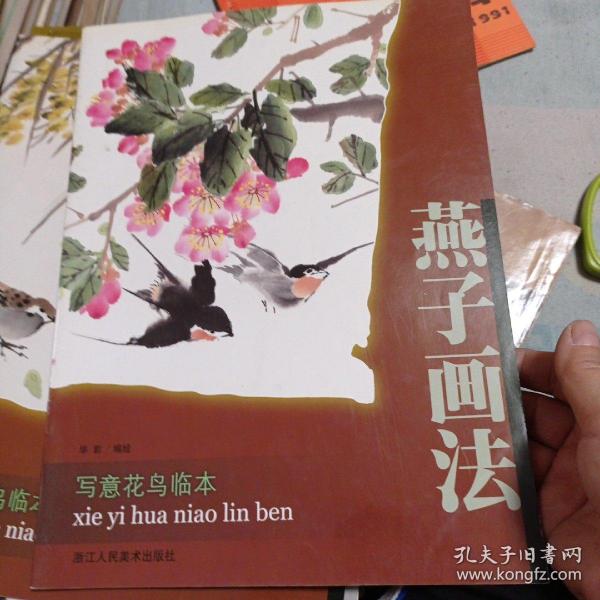 1991
燕子画法
编绘
写意花鸟临本
xie yi hua niao lin ben
浙江人民美术出版社
鸟临本
niao
孔夫子旧书网
www.kongfz.com